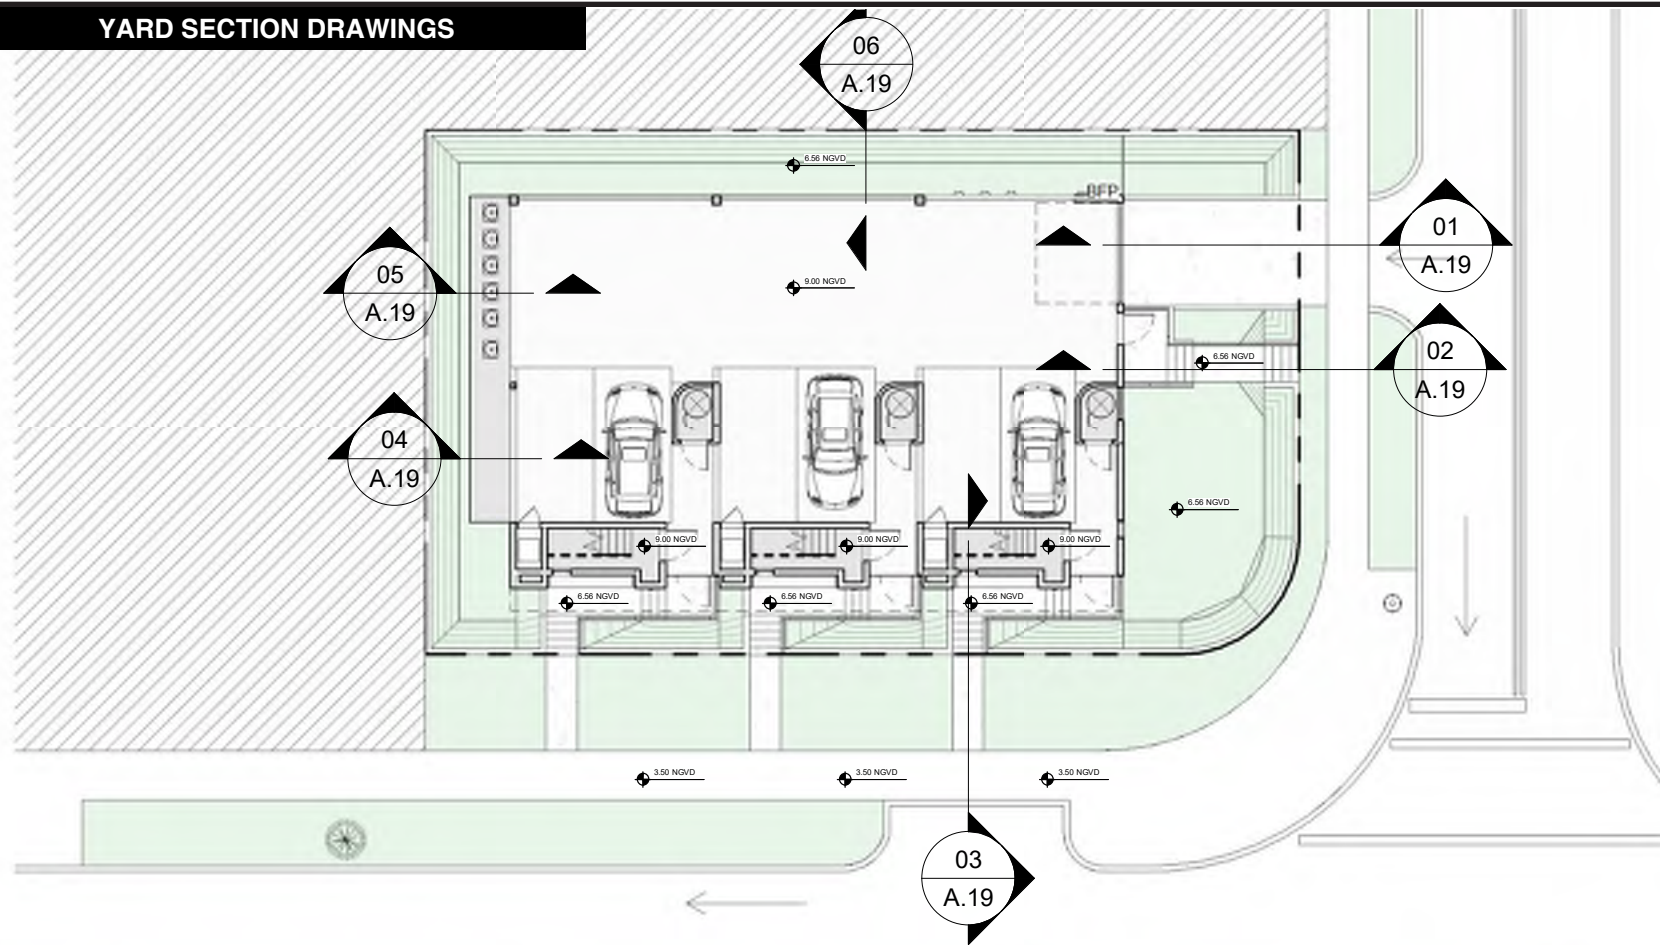 YARD SECTION DRAWINGS
06
A.19
6.56 NGVD
BFP
01
A.19
05
A.19
9.00 NGVD
02
A.19
6.56 NGVD
04
A.19
6.56 NGVD
9.00 NGVD
9.00 NGVD
9.00 NGVD
6.56 NGVD
6.56 NGVD
6.56 NGVD
3.50 NGVD
3.50 NGVD
3.50 NGVD
03
A.19